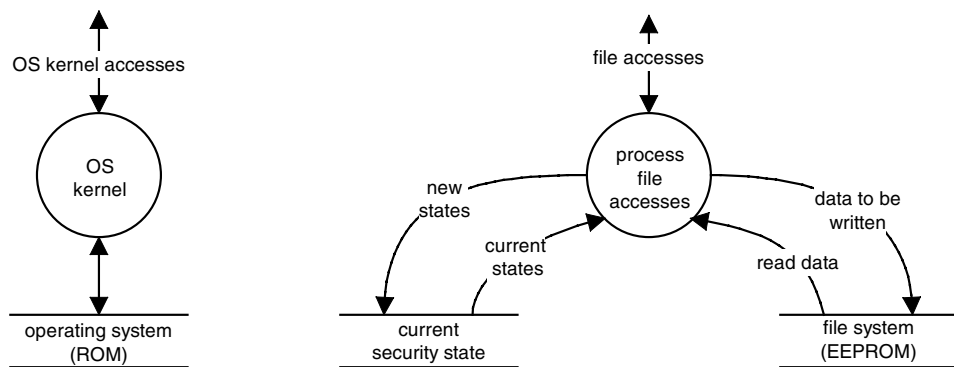 OS kernel accesses
OS
kernel
operating system
(ROM)
file accesses
process
file
accesses
new
states
current
states
data to be
written
read data
current
security state
file system
(EEPROM)